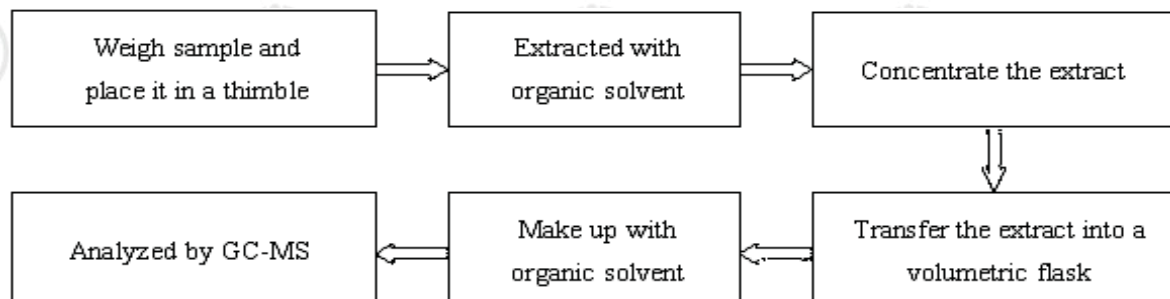 Weigh sample and
place it in a thimble
Extracted with
organic solvent
Concentrate the extract
Transfer the extract into a
volumetric flask
Make up with
organic solvent
Analyzed by GC-MS